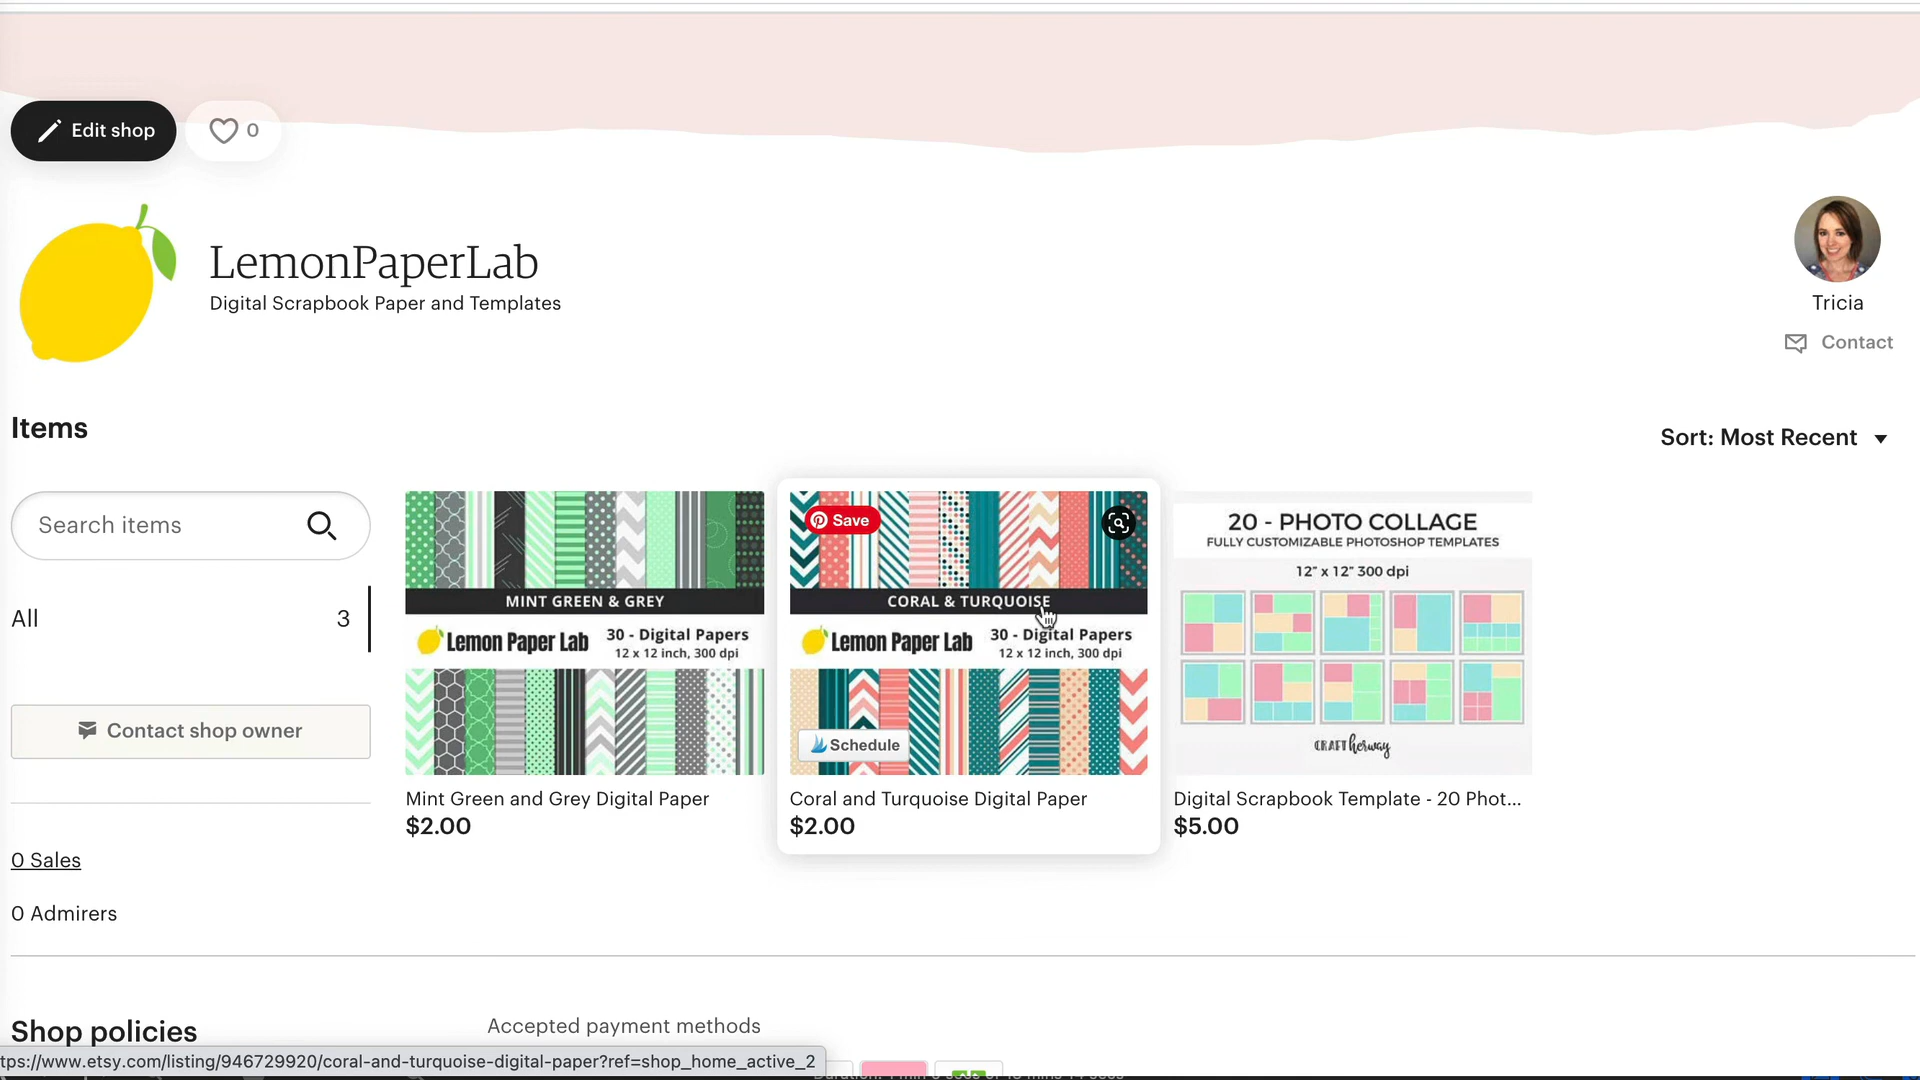 Edit shop
0
LemonPaperLab
Digital Scrapbook Paper and Templates
Tricia
Contact
Items
Sort: Most Recent
Search items
All 3
Contact shop owner
0 Sales
0 Admirers
MINT GREEN & GREY
Lemon Paper Lab
30 - Digital Papers
12 x 12 inch, 300 dpi
Mint Green and Grey Digital Paper
$2.00
Save
CORAL & TURQUOISE
Lemon Paper Lab
30 - Digital Papers
12 x 12 inch, 300 dpi
Schedule
Coral and Turquoise Digital Paper
$2.00
20 - PHOTO COLLAGE
FULLY CUSTOMIZABLE PHOTOSHOP TEMPLATES
12" x 12" 300 dpi
CRAFT her way
Digital Scrapbook Template - 20 Phot...
$5.00
Shop policies
Accepted payment methods
tps://www.etsy.com/listing/946729920/coral-and-turquoise-digital-paper?ref=shop_home_active_2